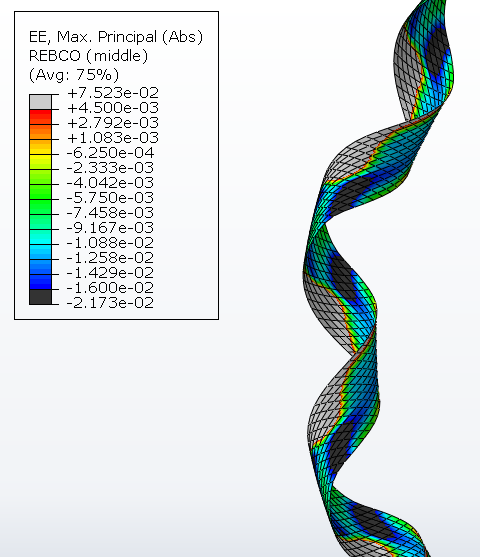 EE, Max. Principal (Abs)
REBCO (middle)
(Avg: 75%)
+7.523e-02
+4.500e-03
+2.792e-03
+1.083e-03
-6.250e-04
-2.333e-03
-4.042e-03
-5.750e-03
-7.458e-03
-9.167e-03
-1.088e-02
-1.258e-02
-1.429e-02
-1.600e-02
-2.173e-02